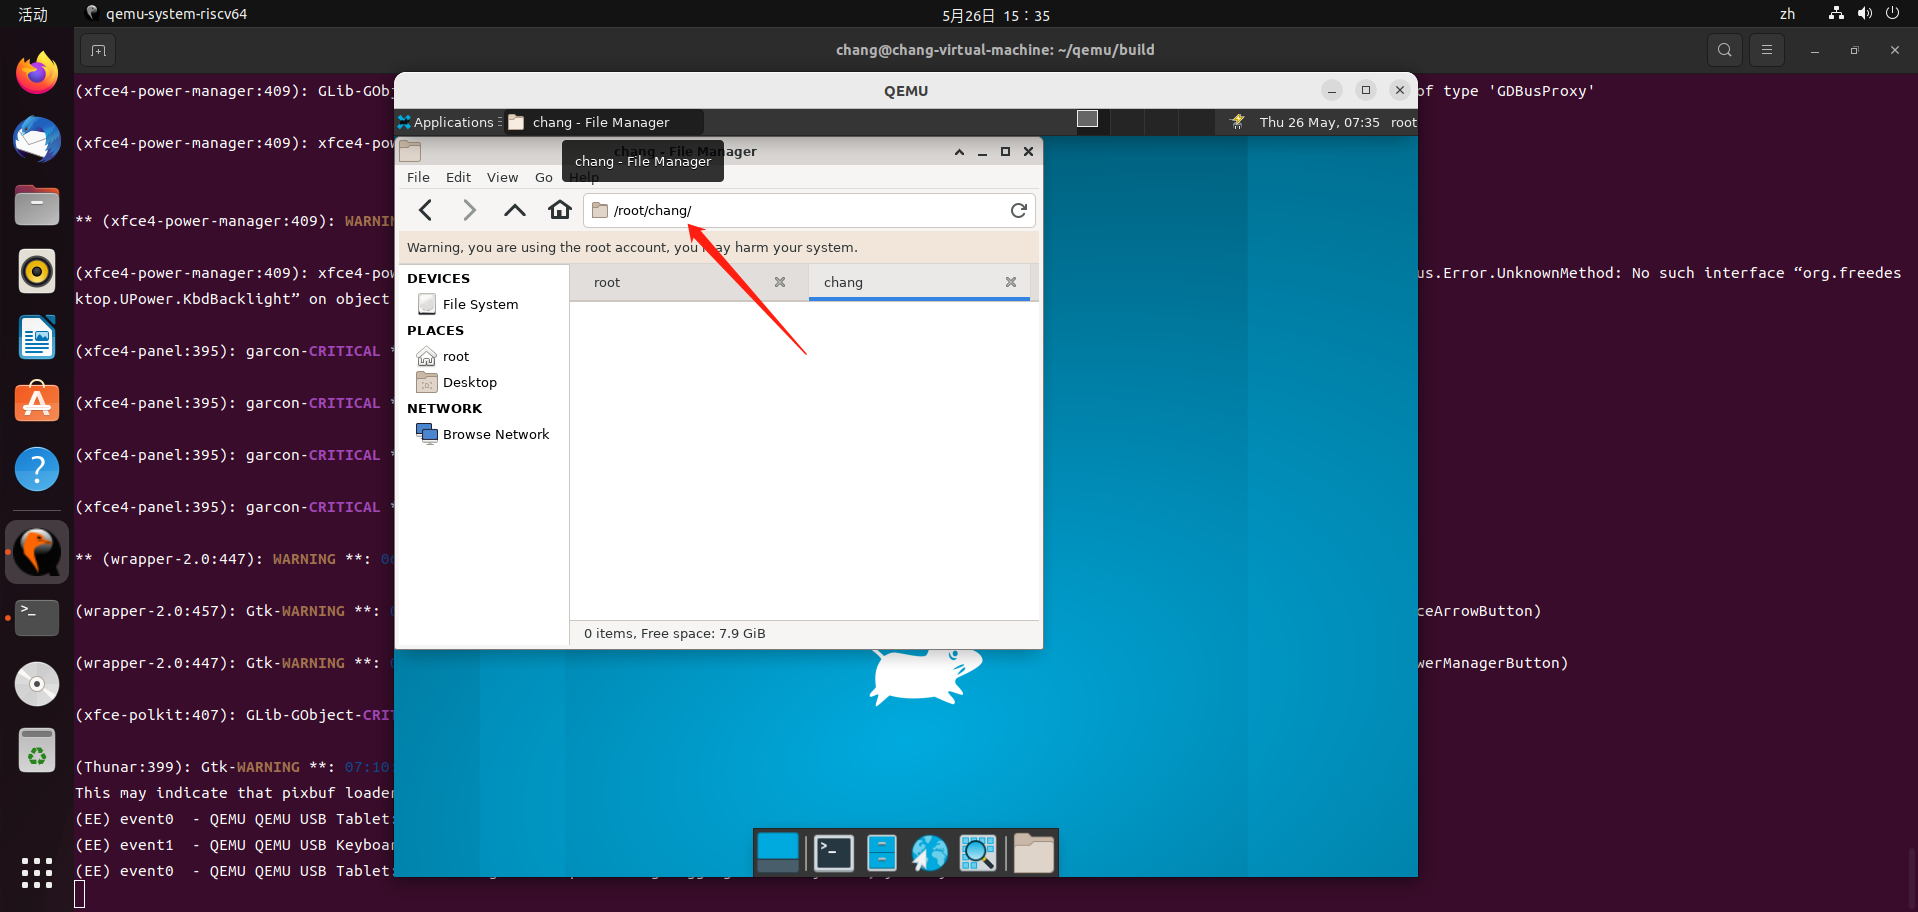 活动
qemu-system-riscv64
5月26日 15：35
zh
chang@chang-virtual-machine: ~/qemu/build
(xfce4-power-manager:409): GLib-GObj
of type 'GDBusProxy'
(xfce4-power-manager:409): xfce4-pow
** (xfce4-power-manager:409): WARNIN
(xfce4-power-manager:409): xfce4-pow
us.Error.UnknownMethod: No such interface “org.freedes
ktop.UPower.KbdBacklight” on object
(xfce4-panel:395): garcon-CRITICAL *
(xfce4-panel:395): garcon-CRITICAL *
(xfce4-panel:395): garcon-CRITICAL *
(xfce4-panel:395): garcon-CRITICAL *
** (wrapper-2.0:447): WARNING **: 0
(wrapper-2.0:457): Gtk-WARNING **:
ceArrowButton)
(wrapper-2.0:447): Gtk-WARNING **:
werManagerButton)
(xfce-polkit:407): GLib-GObject-CRIT
(Thunar:399): Gtk-WARNING **: 07:10:
This may indicate that pixbuf loader
(EE) event0  - QEMU QEMU USB Tablet:
(EE) event1  - QEMU QEMU USB Keyboar
(EE) event0  - QEMU QEMU USB Tablet:
QEMU
Applications
chang - File Manager
Thu 26 May, 07:35
root
chang - File Manager
chang - File Manager
File Edit View Go Help
/root/chang/
Warning, you are using the root account, you may harm your system.
DEVICES
File System
PLACES
root
Desktop
NETWORK
Browse Network
root
chang
0 items, Free space: 7.9 GiB